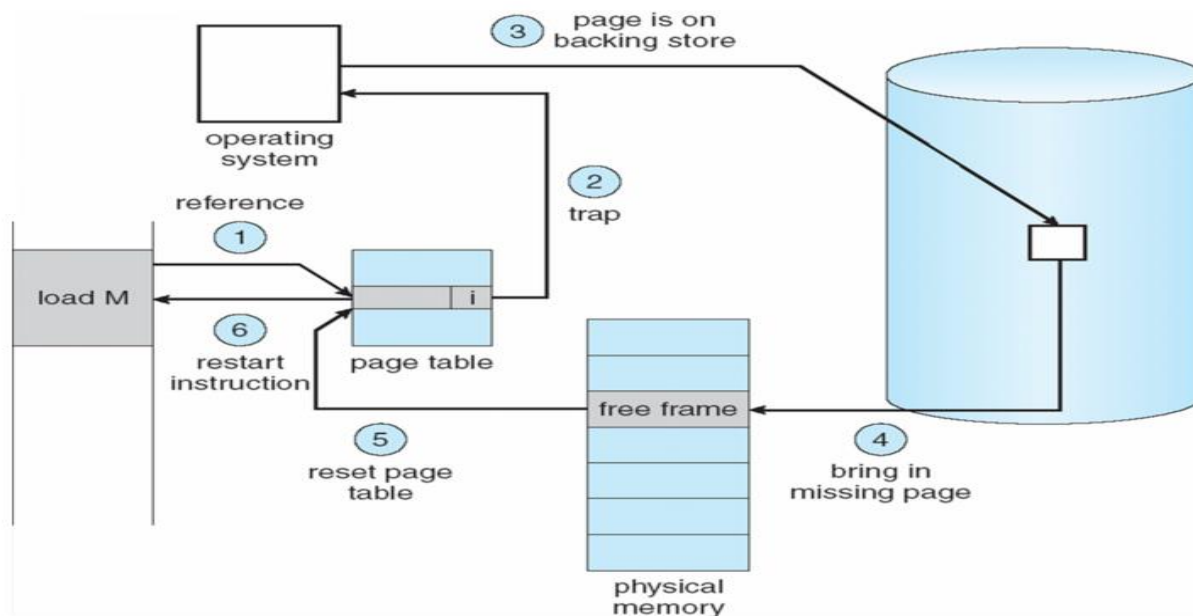 3
page is on
backing store
operating
system
2
trap
reference
1
load M
i
6
restart
instruction
page table
free frame
5
reset page
table
4
bring in
missing page
physical
memory